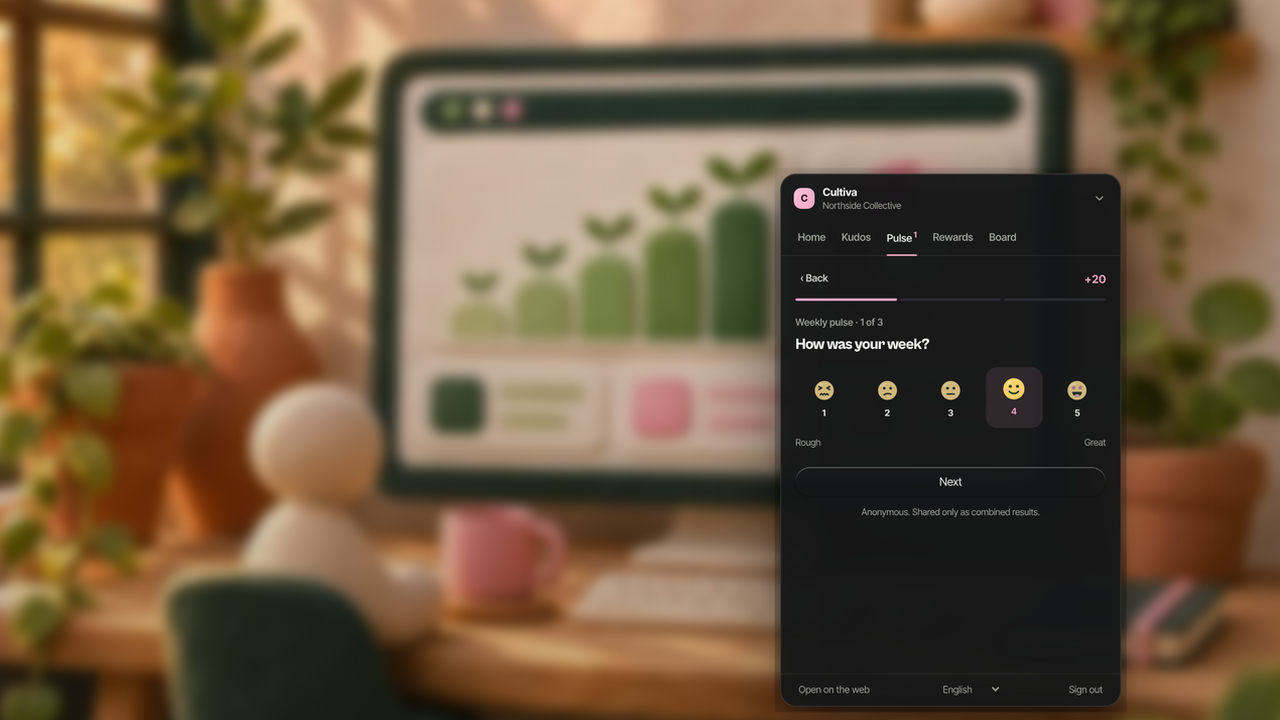 C
Cultiva
Northside Collective
Home Kudos Pulse 1 Rewards Board
‹ Back +20
Weekly pulse · 1 of 3
How was your week?
1 2 3 4 5
Rough Great
Next
Anonymous. Shared only as combined results.
Open on the web English Sign out